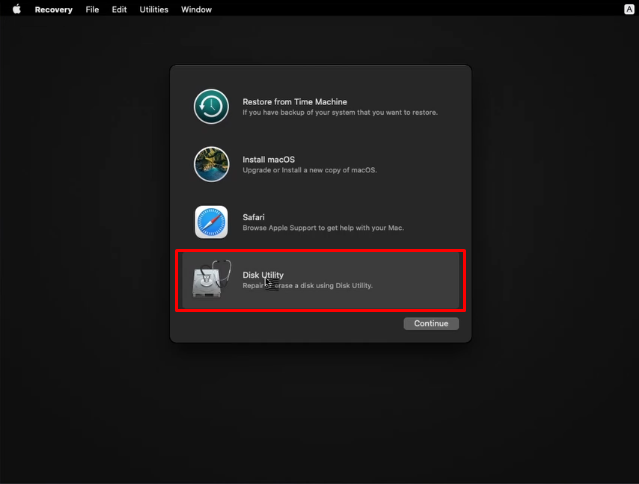 Recovery File Edit Utilities Window A
Restore from Time Machine
If you have backup of your system that you want to restore.
Install macOS
Upgrade or Install a new copy of macOS.
Safari
Browse Apple Support to get help with your Mac.
Disk Utility
Repair erase a disk using Disk Utility.
Continue